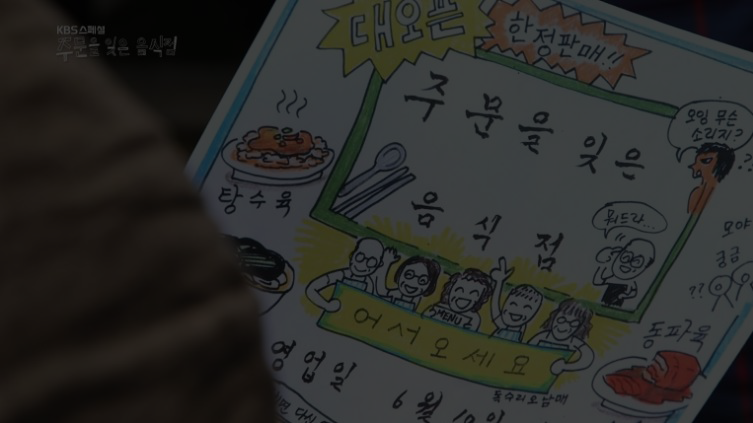 KBS스페셜
주문을 잊은 음식점
대오픈
한정판매!!
주문을 잊은
음식점
모잉 무슨
소리지?
뭐드라...
모야
궁금
??
탕수육
MENU
어서오세요
동파육
영업일
6월